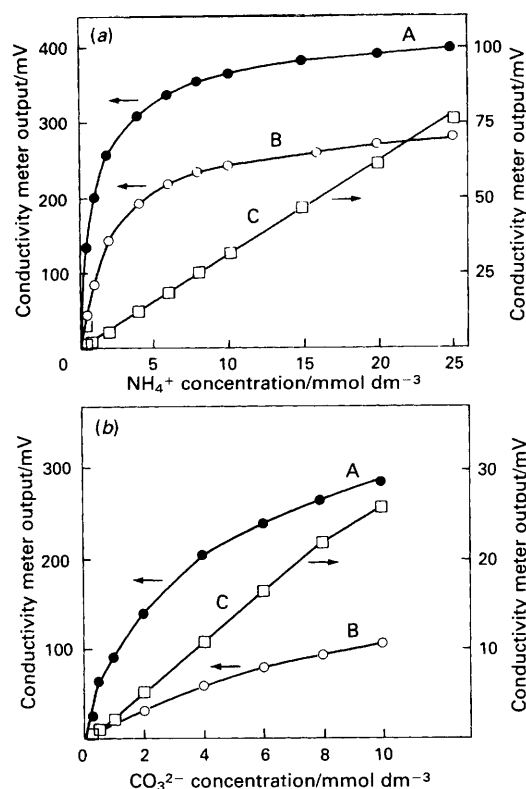 (a)
A
B
C
400
300
200
100
0
100
75
50
25
5
10
15
20
25
Conductivity meter output/mV
Conductivity meter output/mV
NH₄⁺ concentration/mmol dm⁻³
(b)
A
C
B
300
200
100
0
30
20
10
2
4
6
8
10
Conductivity meter output/mV
Conductivity meter output/mV
CO₃²⁻ concentration/mmol dm⁻³